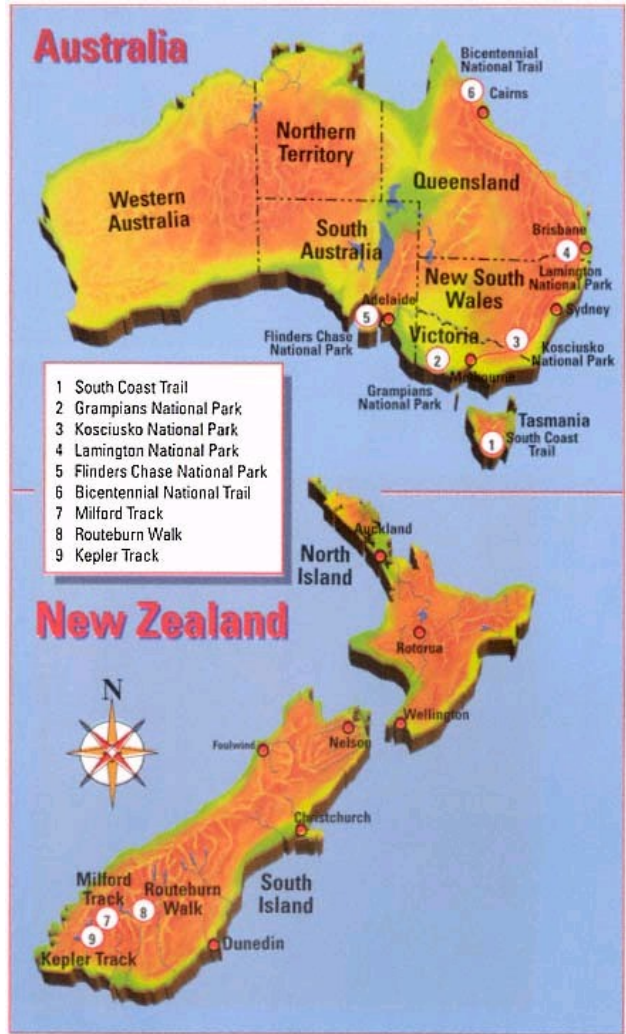 Australia
Bicentennial
National Trail
6
Cairns
Northern
Territory
Queensland
Western
Australia
South
Australia
Brisbane
4
Lamington
National Park
New South
Wales
Adelaide
5
Sydney
Flinders Chase
National Park
Victoria
3
Kosciusko
National Park
2
Melbourne
Grampians
National Park
Tasmania
1
South Coast
Trail
1 South Coast Trail
2 Grampians National Park
3 Kosciusko National Park
4 Lamington National Park
5 Flinders Chase National Park
6 Bicentennial National Trail
7 Milford Track
8 Routeburn Walk
9 Kepler Track
Auckland
North
Island
New Zealand
Rotorua
N
Wellington
Nelson
Foulwind
Christchurch
Milford
Track
Routeburn
Walk
South
Island
7
8
9
Kepler Track
Dunedin